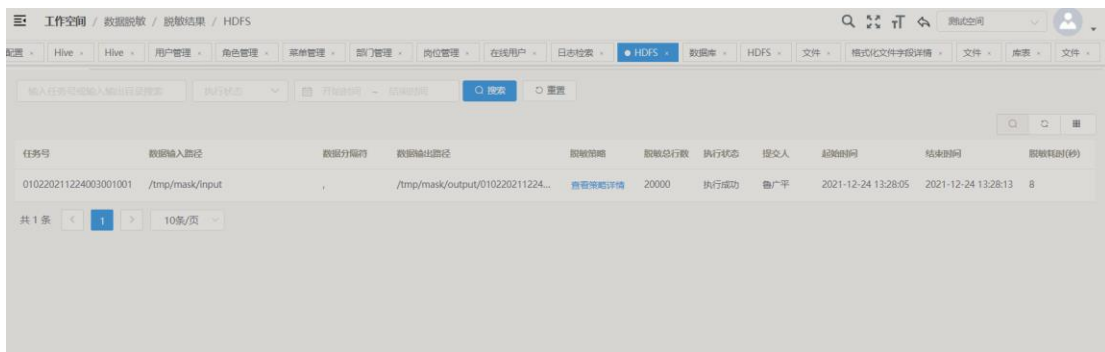 工作空间 / 数据脱敏 / 脱敏结果 / HDFS 测试空间
配置 × Hive × Hive × 用户管理 × 角色管理 × 菜单管理 × 部门管理 × 岗位管理 × 在线用户 × 日志检索 × ● HDFS × 数据库 × HDFS × 文件 × 格式化文件字段详情 × 文件 × 库表 × 文件 ×
输入任务号或输入输出目录搜索 执行状态 开始时间 - 结束时间 搜索 重置
任务号 数据输入路径 数据分隔符 数据输出路径 脱敏策略 脱敏总行数 执行状态 提交人 起始时间 结束时间 脱敏耗时(秒)
010220211224003001001 /tmp/mask/input , /tmp/mask/output/010220211224... 查看策略详情 20000 执行成功 鲁广平 2021-12-24 13:28:05 2021-12-24 13:28:13 8
共 1 条 < 1 > 10条/页